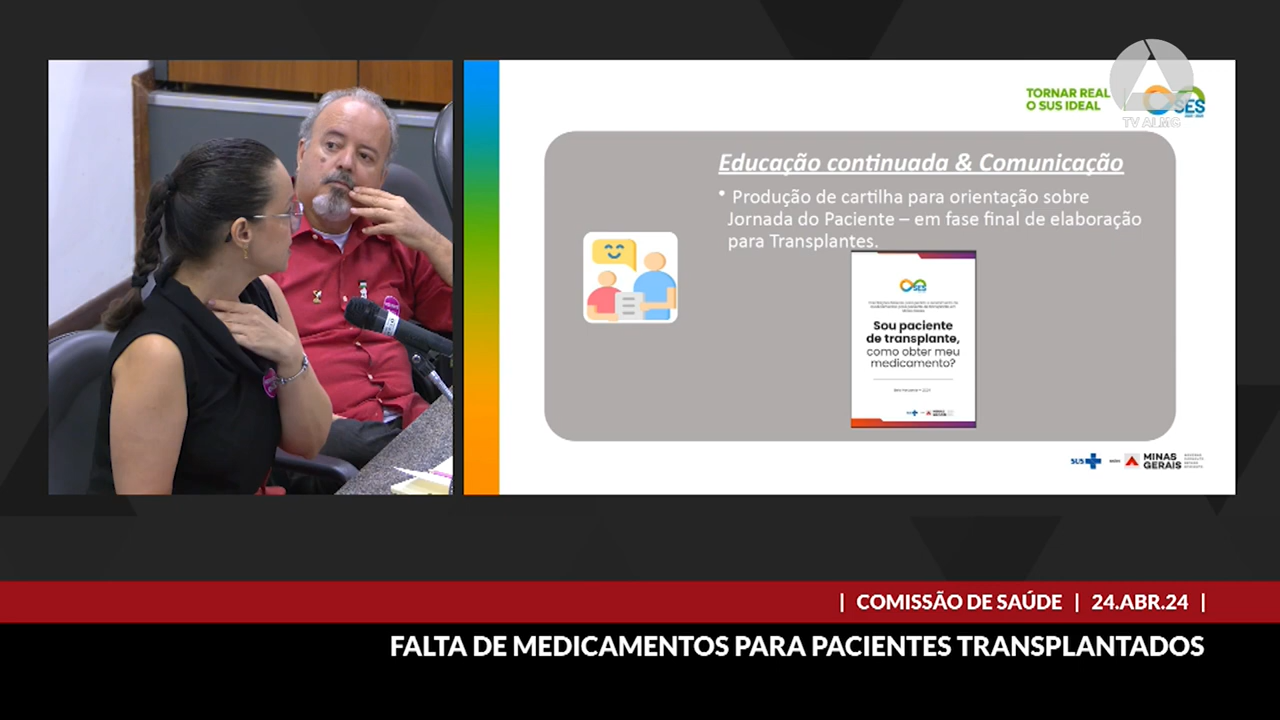 TORNAR REAL
O SUS IDEAL
SES
TV ALMG
Educação continuada & Comunicação
• Produção de cartilha para orientação sobre
Jornada do Paciente – em fase final de elaboração
para Transplantes.
SES
Sou paciente
de transplante,
como obter meu
medicamento?
SUS
MINAS
GERAIS
| COMISSÃO DE SAÚDE | 24.ABR.24 |
FALTA DE MEDICAMENTOS PARA PACIENTES TRANSPLANTADOS